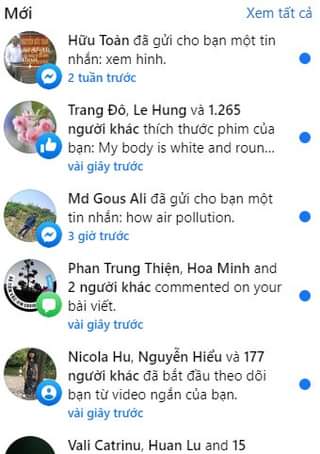 Mới
Xem tất cả
Hữu Toàn đã gửi cho bạn một tin
nhắn: xem hinh.
2 tuần trước
Trang Đô, Le Hung và 1.265
người khác thích thước phim của
bạn: My body is white and roun...
vài giây trước
Md Gous Ali đã gửi cho bạn một
tin nhắn: how air pollution.
3 giờ trước
Phan Trung Thiện, Hoa Minh and
2 người khác commented on your
bài viết.
vài giây trước
Nicola Hu, Nguyễn Hiểu và 177
người khác đã bắt đầu theo dõi
bạn từ video ngắn của bạn.
vài giây trước
Vali Catrinu, Huan Lu and 15